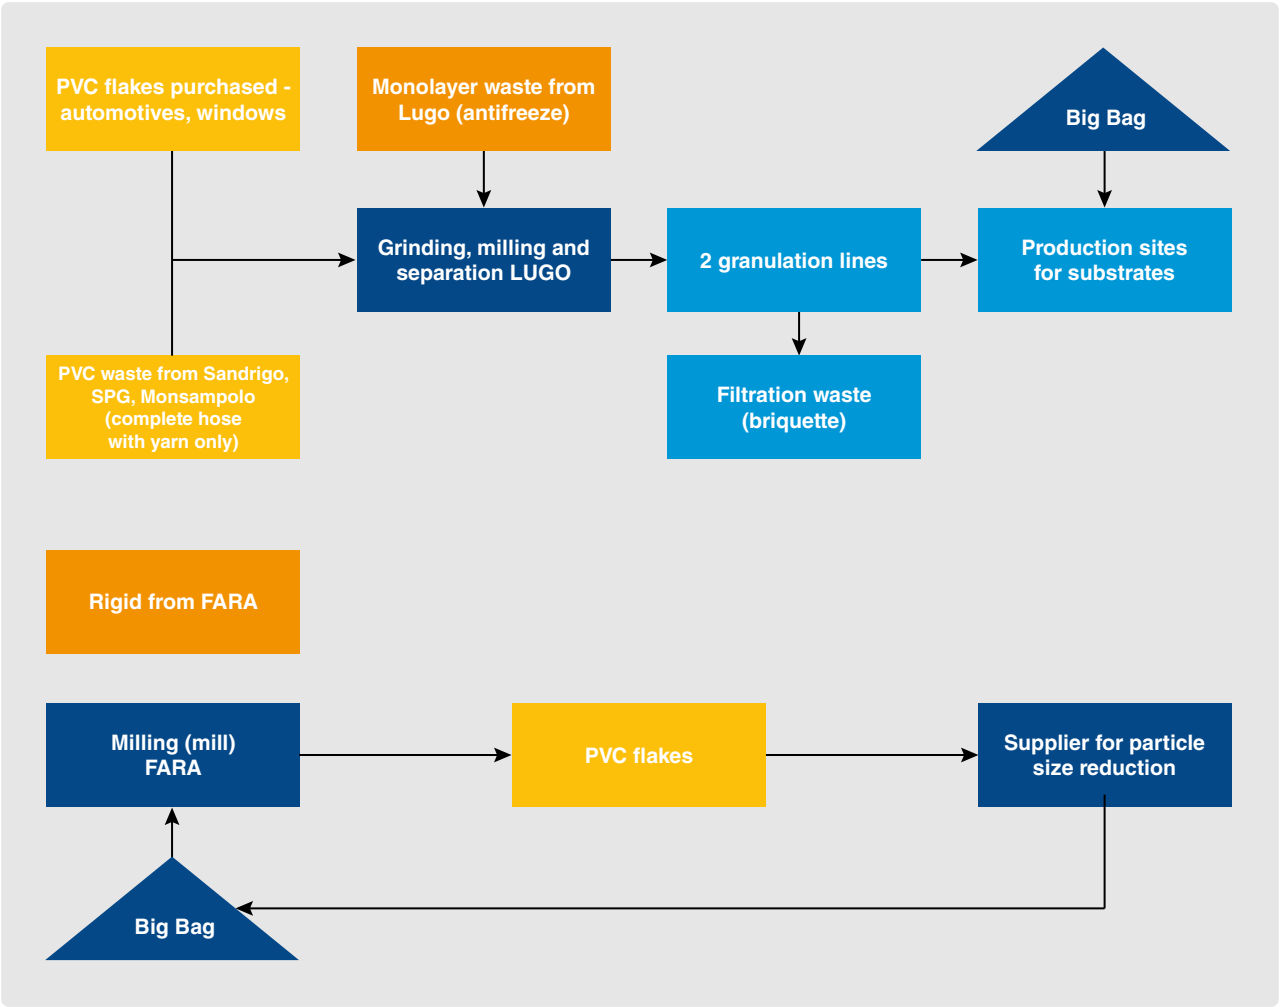 PVC flakes purchased -
automotives, windows
Monolayer waste from
Lugo (antifreeze)
Big Bag
Grinding, milling and
separation LUGO
2 granulation lines
Production sites
for substrates
PVC waste from Sandrigo,
SPG, Monsampolo
(complete hose
with yarn only)
Filtration waste
(briquette)
Rigid from FARA
Milling (mill)
FARA
PVC flakes
Supplier for particle
size reduction
Big Bag